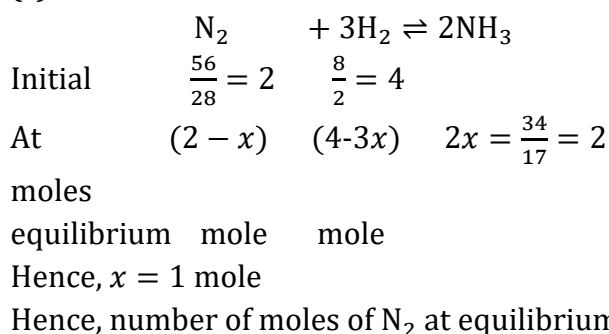 N₂ + 3H₂ ⇌ 2NH₃
Initial 56/28 = 2 8/2 = 4
At (2 − x) (4-3x) 2x = 34/17 = 2
moles
equilibrium mole mole
Hence, x = 1 mole
Hence, number of moles of N₂ at equilibrium